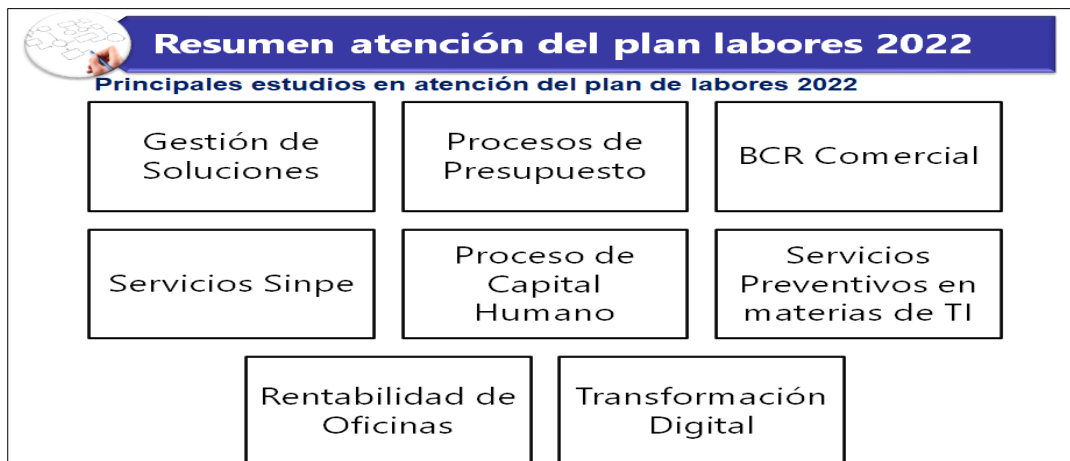 Resumen atención del plan labores 2022
Principales estudios en atención del plan de labores 2022
Gestión de
Soluciones
Procesos de
Presupuesto
BCR Comercial
Servicios Sinpe
Proceso de
Capital
Humano
Servicios
Preventivos en
materias de TI
Rentabilidad de
Oficinas
Transformación
Digital